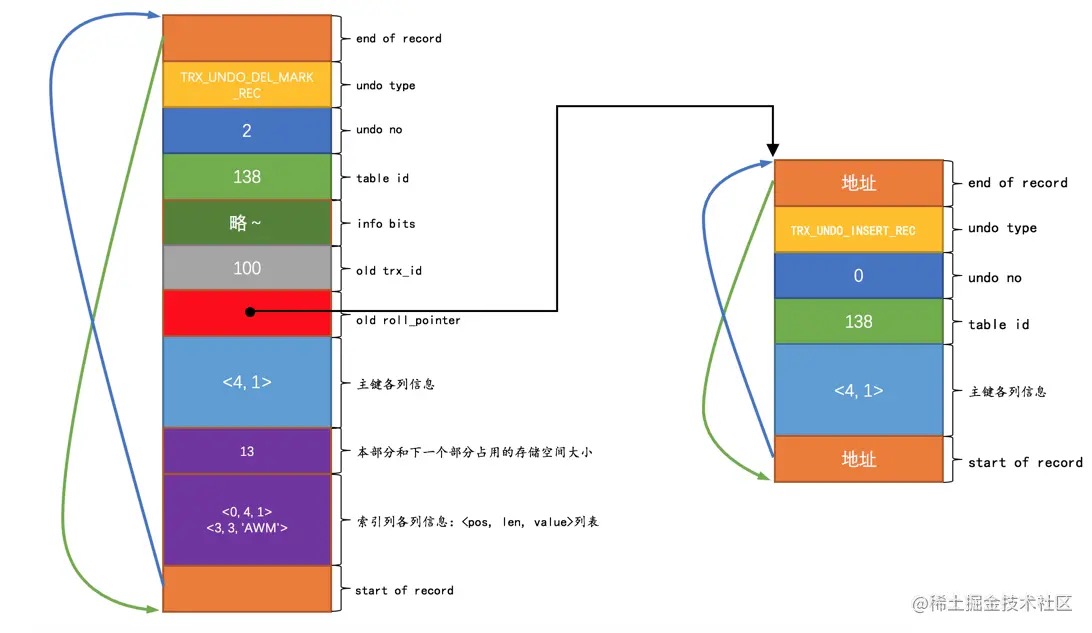 end of record
TRX_UNDO_DEL_MARK
_REC
undo type
2
undo no
138
table id
略 ~
info bits
100
old trx_id
old roll_pointer
<4, 1>
主键各列信息
13
本部分和下一个部分占用的存储空间大小
<0, 4, 1>
<3, 3, 'AWM'>
索引列各列信息: <pos, len, value>列表
start of record
地址
end of record
TRX_UNDO_INSERT_REC
undo type
0
undo no
138
table id
<4, 1>
主键各列信息
地址
start of record
@稀土掘金技术社区